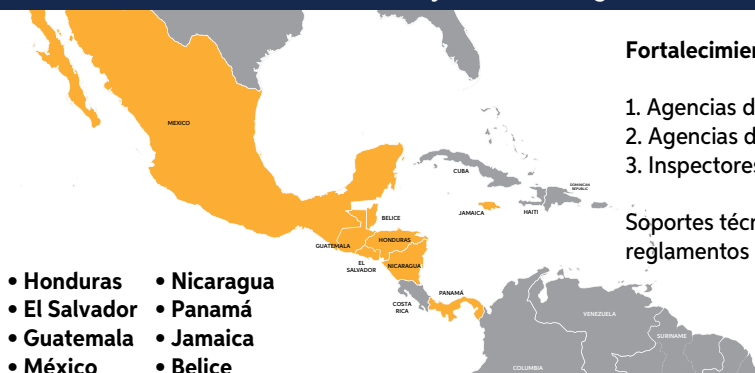 Fortalecimien
1. Agencias d
2. Agencias d
3. Inspectores
Soportes técn
reglamentos
MEXICO
CUBA
DOMINICAN
REPUBLIC
JAMAICA
HAITI
BELICE
GUATEMALA
HONDURAS
EL
SALVADOR
NICARAGUA
COSTA
RICA
PANAMÁ
VENEZUELA
SURINAME
COLUMBIA
• Honduras • Nicaragua
• El Salvador • Panamá
• Guatemala • Jamaica
• México • Belice